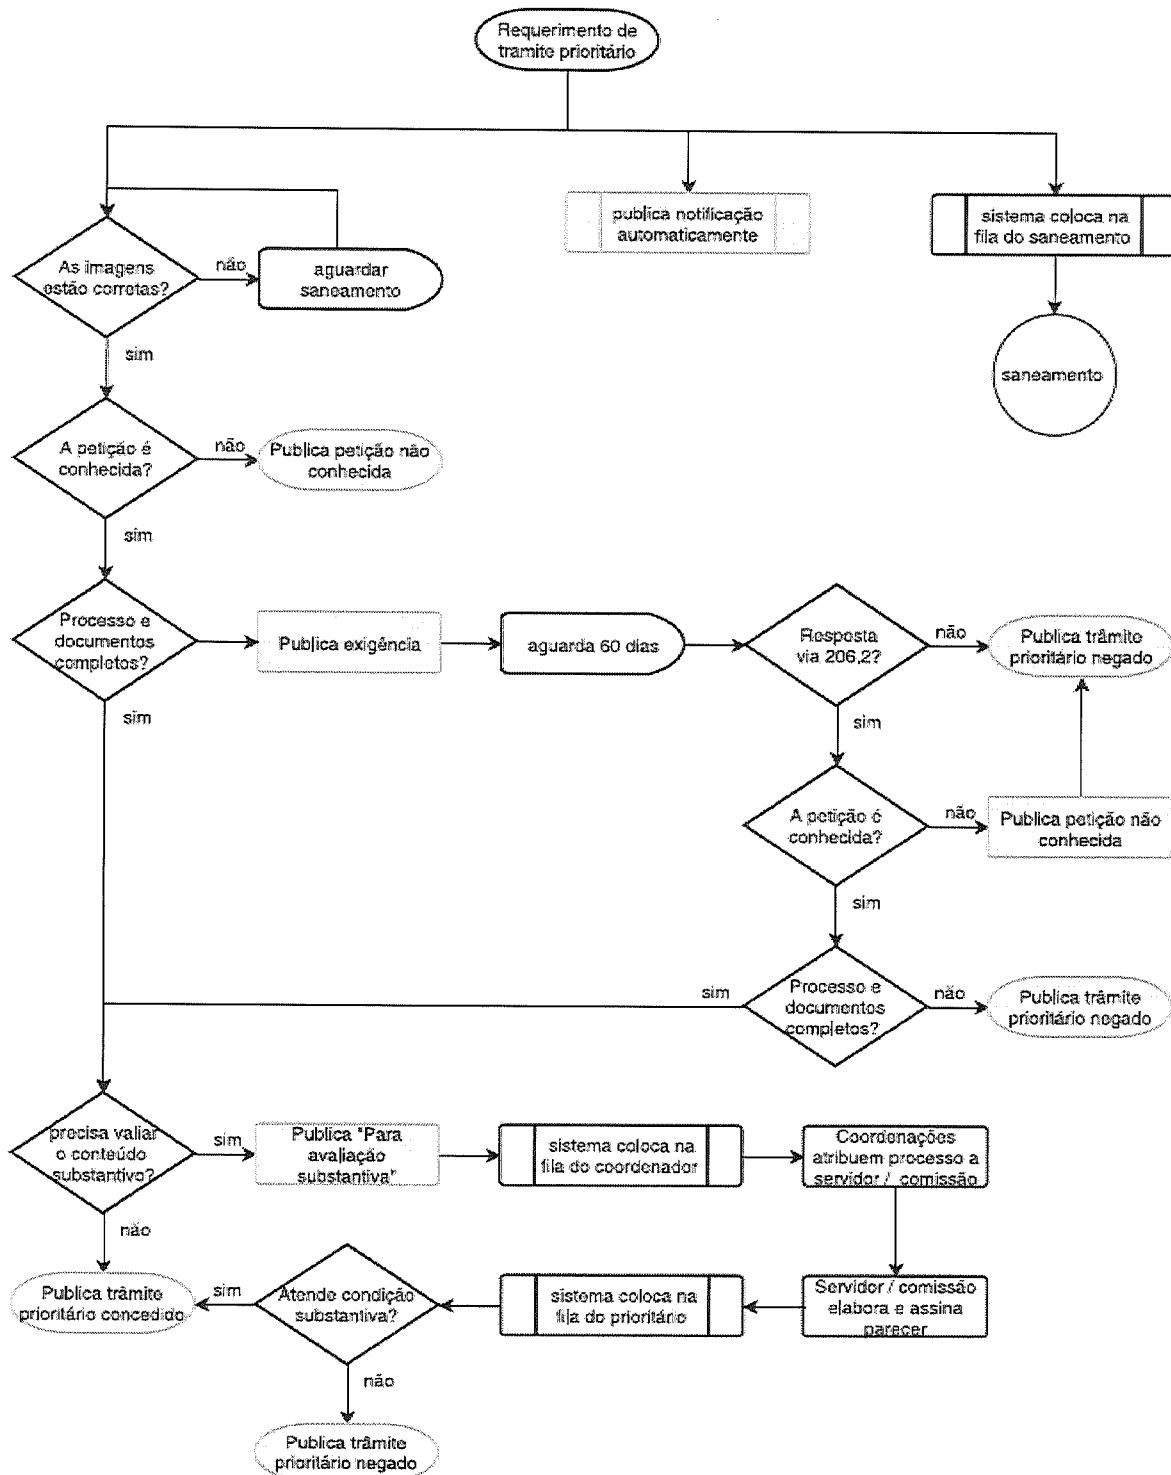 Requerimento de
tramite prioritário
publica notificação
automaticamente
sistema coloca na
fila do saneamento
As imagens
estão corretas?
não
aguardar
saneamento
sim
saneamento
A petição é
conhecida?
não
Publica petição não
conhecida
sim
Processo e
documentos
completos?
Publica exigência
aguarda 60 dias
Resposta
via 206,2?
não
Publica trâmite
prioritário negado
sim
sim
A petição é
conhecida?
não
Publica petição não
conhecida
sim
Processo e
documentos
completos?
sim
não
Publica trâmite
prioritário negado
precisa valiar
o conteúdo
substantivo?
sim
Publica "Para
avaliação
substantiva"
sistema coloca na
fila do coordenador
Coordenações
atribuem processo a
servidor / comissão
não
Publica trâmite
prioritário concedido
sim
Atende condição
substantiva?
sistema coloca na
fila do prioritário
Servidor / comissão
elabora e assina
parecer
não
Publica trâmite
prioritário negado